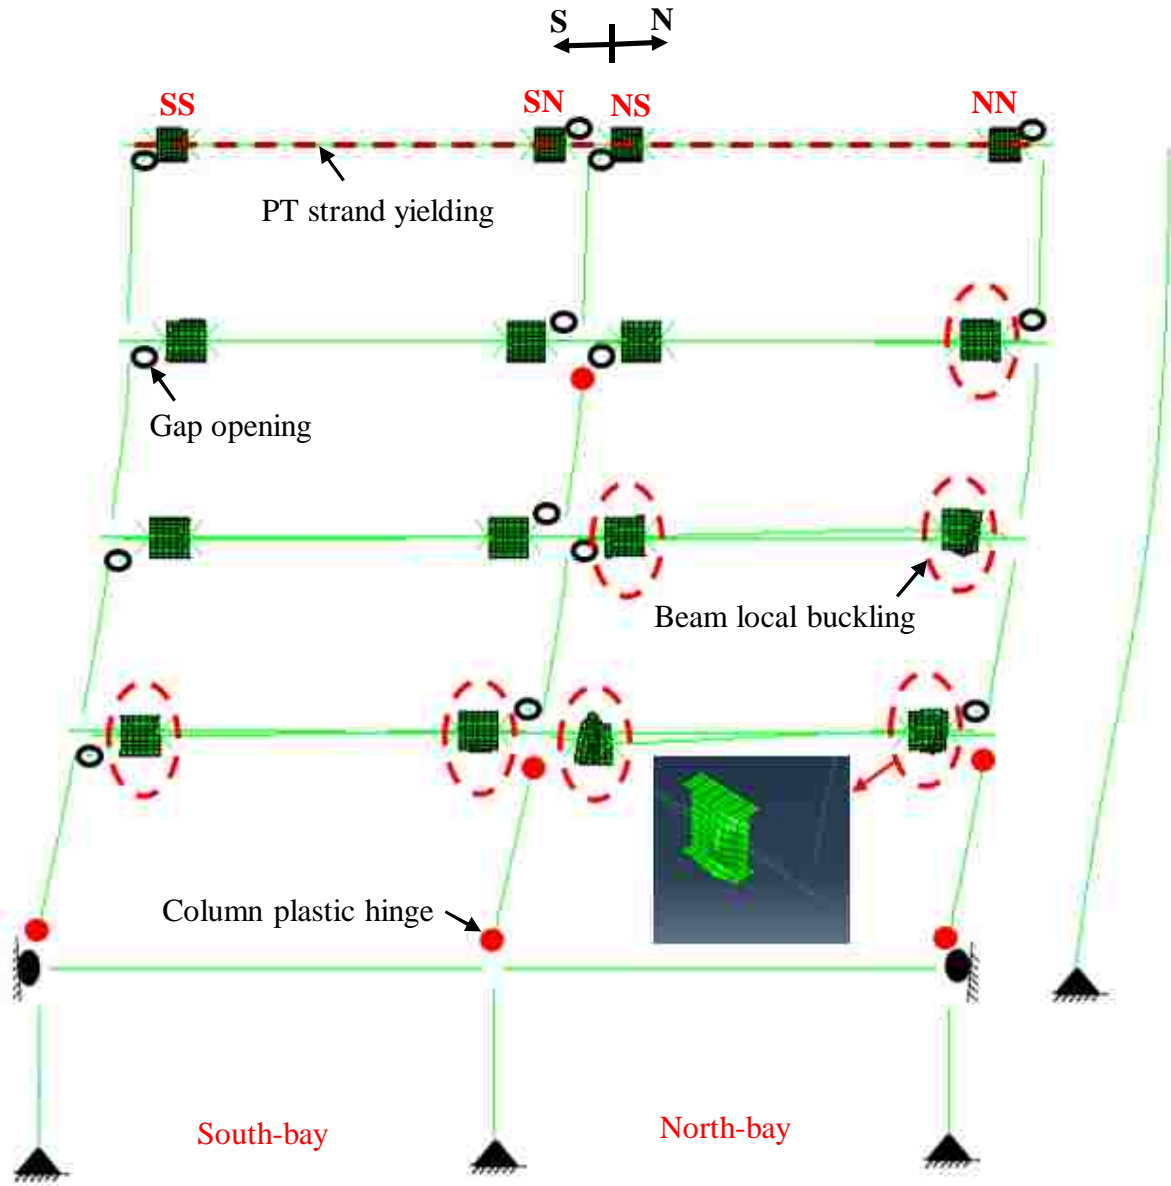 S N
SS SN NS NN
PT strand yielding
Gap opening
Beam local buckling
Column plastic hinge
South-bay North-bay